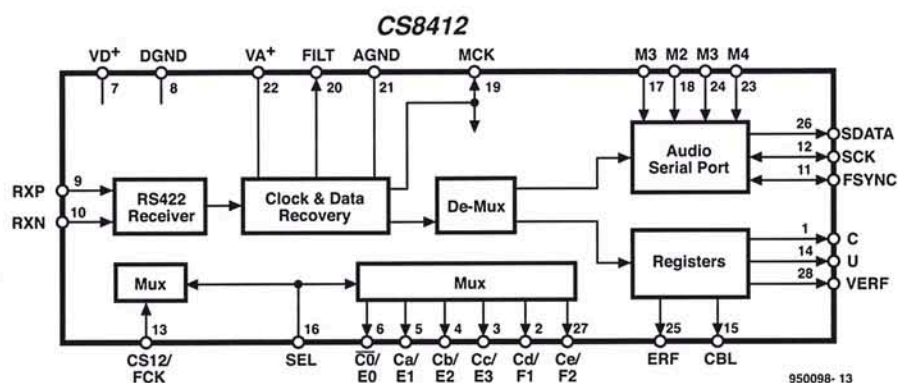 CS8412
VD+ DGND VA+ FILT AGND MCK M3 M2 M3 M4
7 8 22 20 21 19 17 18 24 23
26 SDATA
12 SCK
11 FSYNC
Audio
Serial Port
RXP 9
RXN 10
RS422
Receiver
Clock & Data
Recovery
De-Mux
Registers
1 C
14 U
28 VERF
Mux
Mux
13 16 6 5 4 3 2 27 25 15
CS12/ SEL C0/ Ca/ Cb/ Cc/ Cd/ Ce/ ERF CBL
FCK E0 E1 E2 E3 F1 F2
950098-13